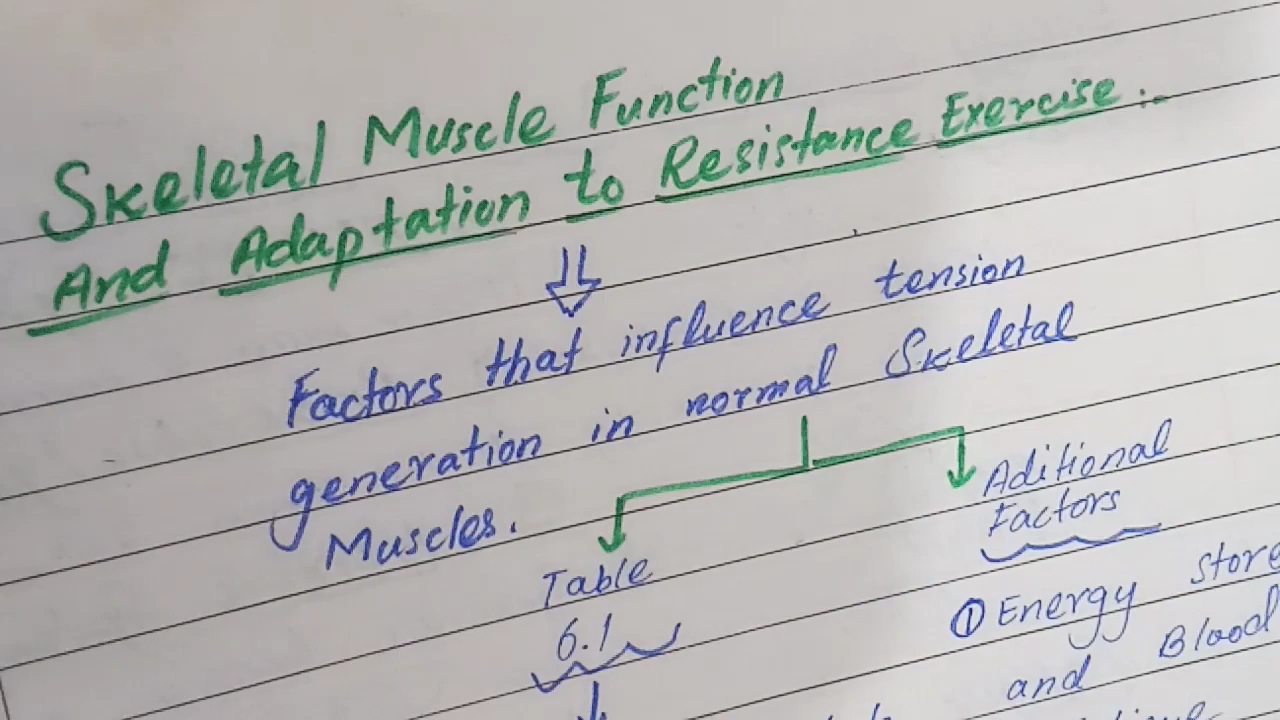 Skeletal Muscle Function
And Adaptation to Resistance Exercise :-
Factors that influence tension
generation in normal Skeletal
Muscles.
Aditional
Factors
Table
6.1
① Energy store
and Blood